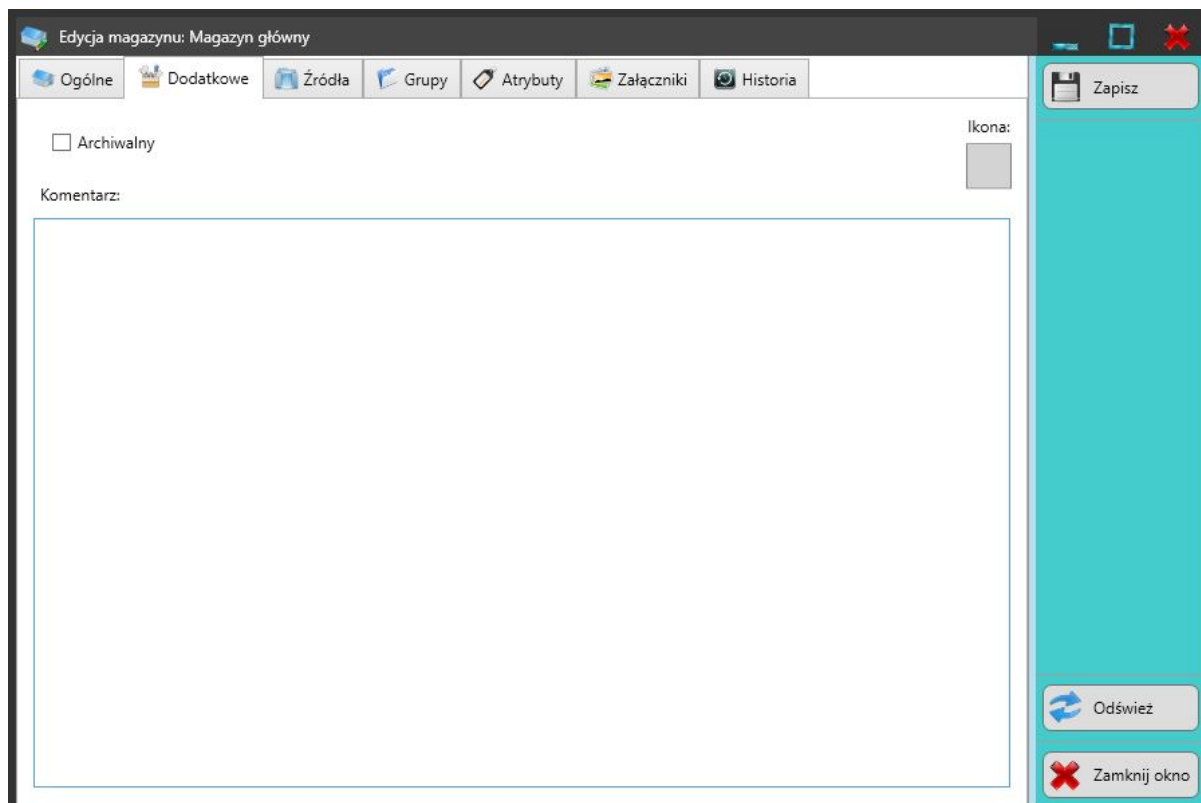 Edycja magazynu: Magazyn główny
Ogólne Dodatkowe Źródła Grupy Atrybuty Załączniki Historia
Zapisz
Ikona:
Archiwalny
Komentarz:
Odśwież
Zamknij okno